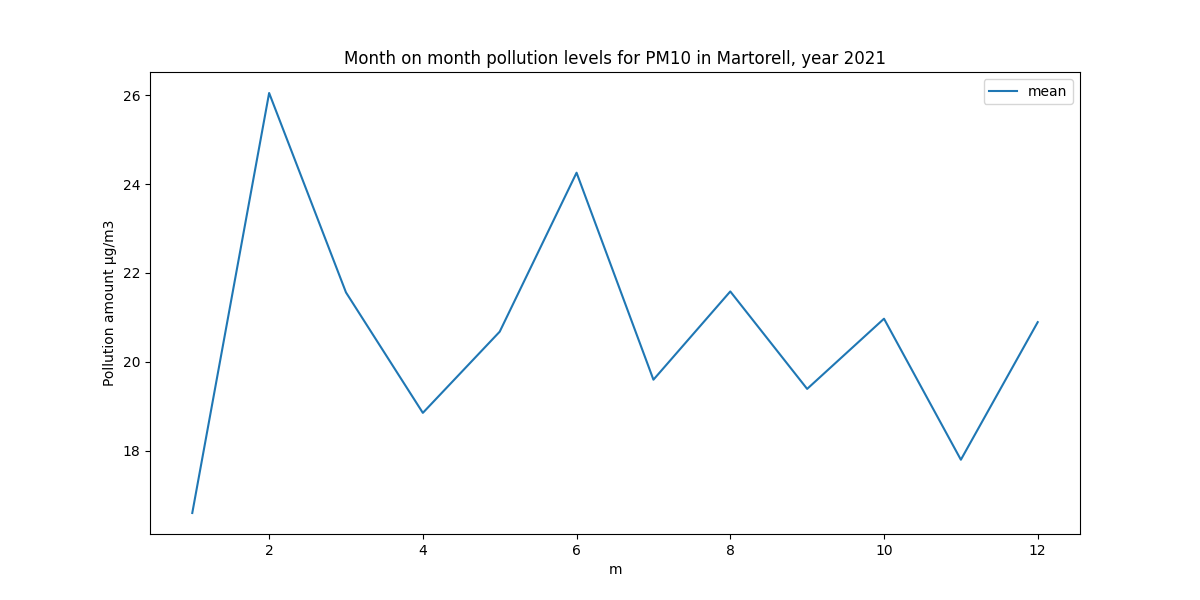 Month on month pollution levels for PM10 in Martorell, year 2021
mean
Pollution amount µg/m3
26
24
22
20
18
2 4 6 8 10 12
m